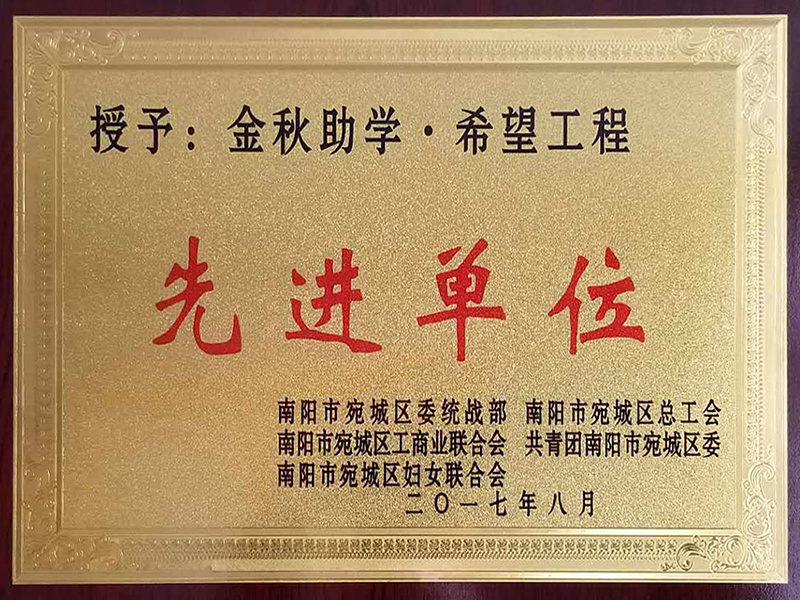 授予：金秋助学·希望工程
先进单位
南阳市宛城区委统战部 南阳市宛城区总工会
南阳市宛城区工商业联合会 共青团南阳市宛城区委
南阳市宛城区妇女联合会
二〇一七年八月